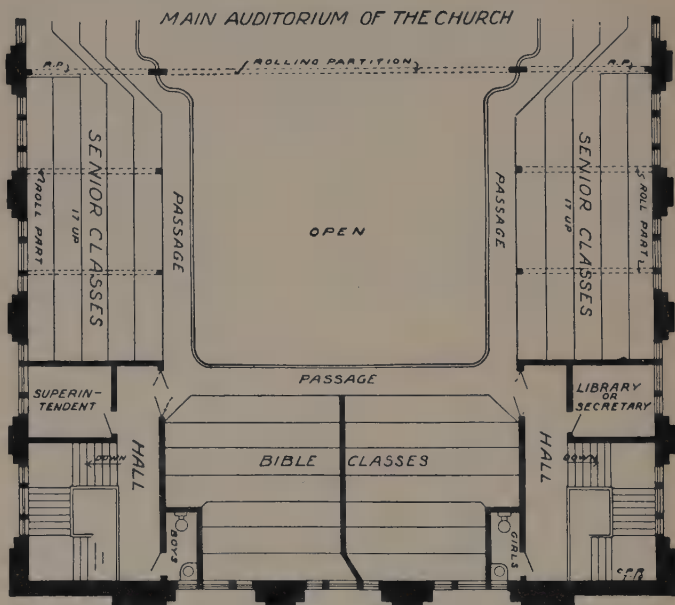 MAIN AUDITORIUM OF THE CHURCH
R.P.
ROLLING PARTITION
R.P.
SENIOR CLASSES
17 UP
ROLL PART
PASSAGE
OPEN
PASSAGE
SENIOR CLASSES
17 UP
ROLL PART
PASSAGE
SUPERIN-
TENDENT
HALL
DOWN
BIBLE CLASSES
BOYS
GIRLS
HALL
DOWN
LIBRARY
OR
SECRETARY